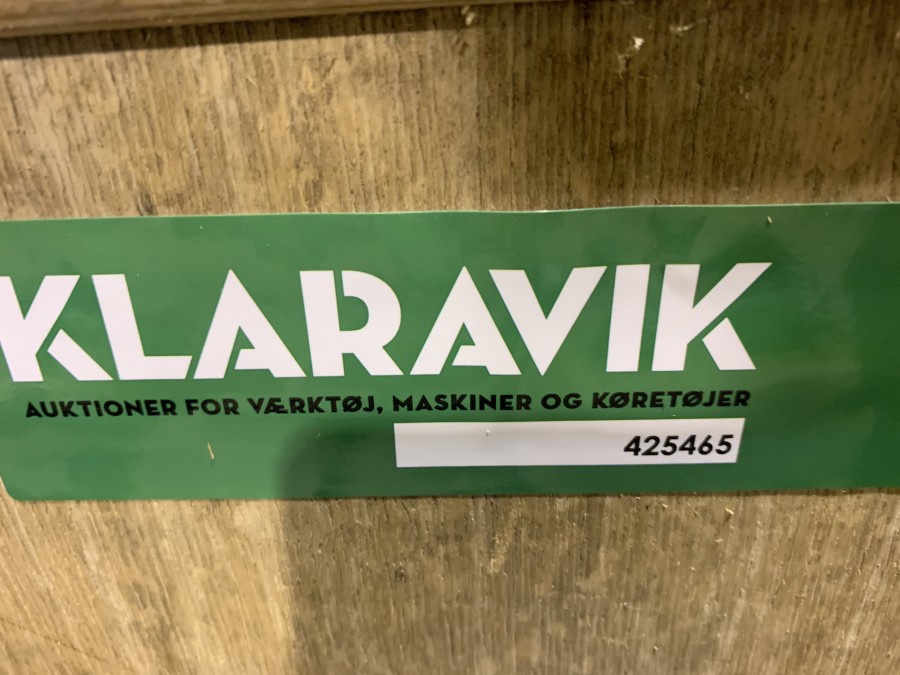 KLARAVIK
AUKTIONER FOR VÆRKTØJ, MASKINER OG KØRETØJER
425465